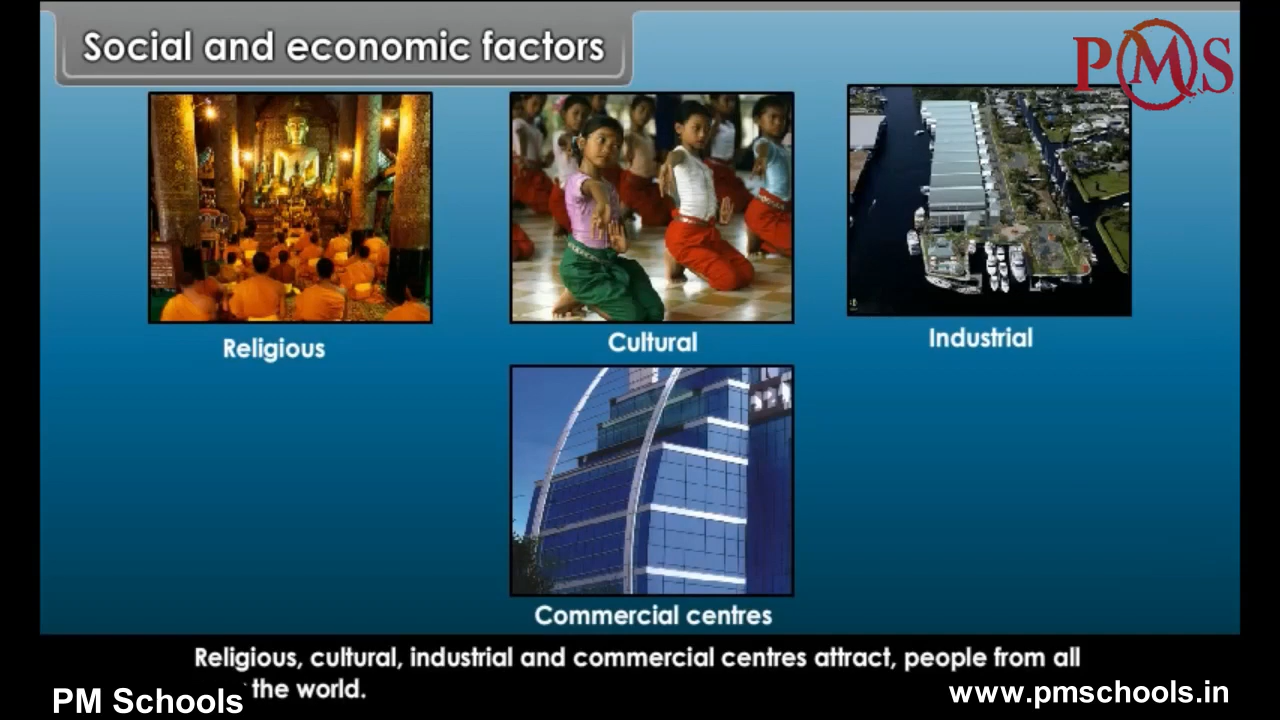 Social and economic factors
PMS
Religious
Cultural
Industrial
Commercial centres
Religious, cultural, industrial and commercial centres attract, people from all
the world.
PM Schools
www.pmschools.in